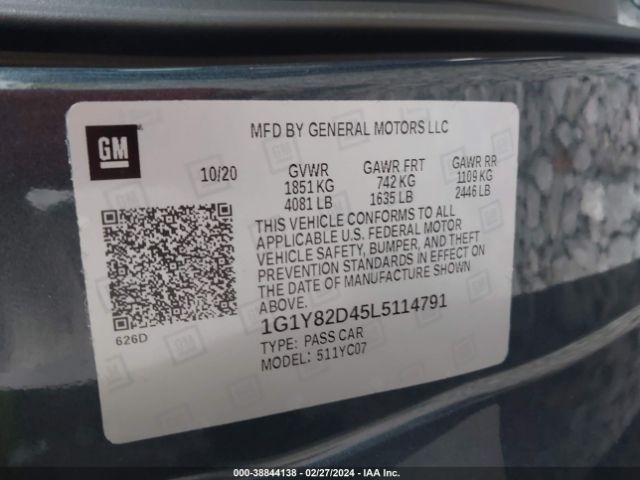 GM
MFD BY GENERAL MOTORS LLC
10/20 GVWR GAWR FRT GAWR RR
1851 KG 742 KG 1109 KG
4081 LB 1635 LB 2446 LB
THIS VEHICLE CONFORMS TO ALL
APPLICABLE U.S. FEDERAL MOTOR
VEHICLE SAFETY, BUMPER, AND THEFT
PREVENTION STANDARDS IN EFFECT ON
THE DATE OF MANUFACTURE SHOWN
ABOVE.
626D
1G1Y82D45L5114791
TYPE: PASS CAR
MODEL: 511YC07
000-38844138 - 02/27/2024 - IAA Inc.